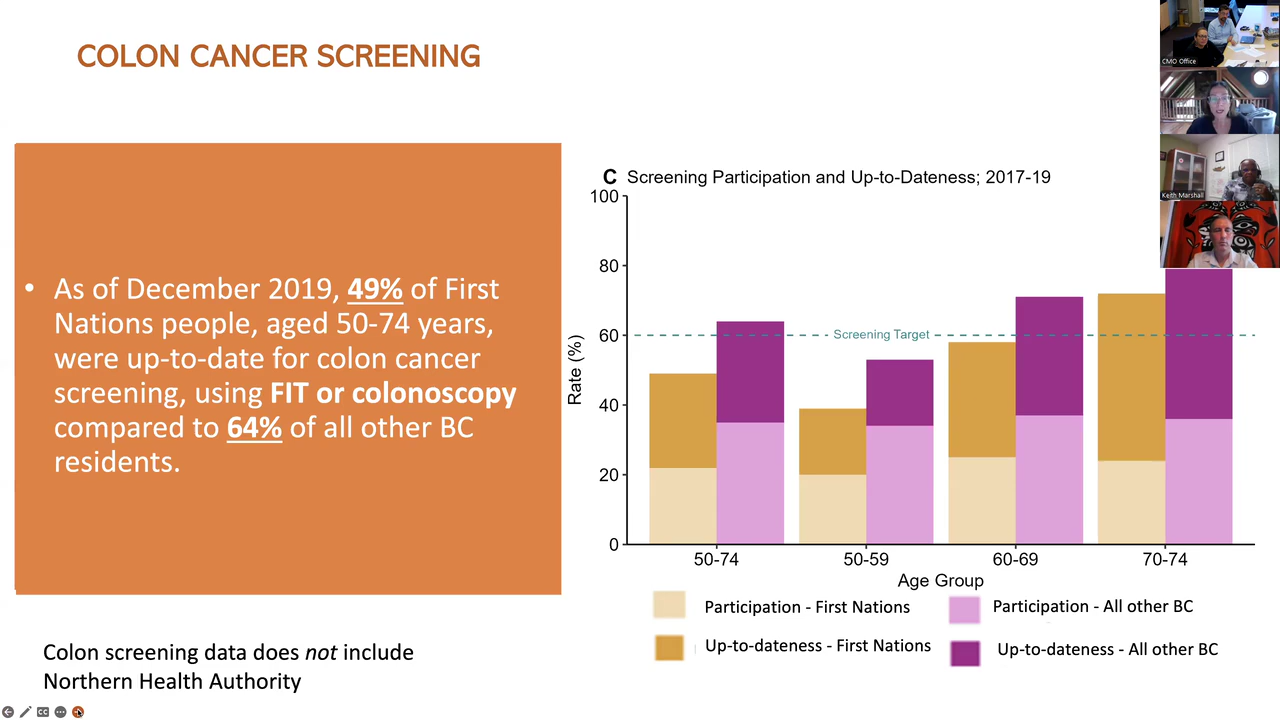 COLON CANCER SCREENING
CMO Office
Keith Marshall
• As of December 2019, 49% of First
Nations people, aged 50-74 years,
were up-to-date for colon cancer
screening, using FIT or colonoscopy
compared to 64% of all other BC
residents.
C Screening Participation and Up-to-Dateness; 2017-19
100
80
60
40
20
0
Rate (%)
Screening Target
50-74
50-59
60-69
70-74
Age Group
Participation - First Nations
Participation - All other BC
Up-to-dateness - First Nations
Up-to-dateness - All other BC
Colon screening data does not include
Northern Health Authority
CC